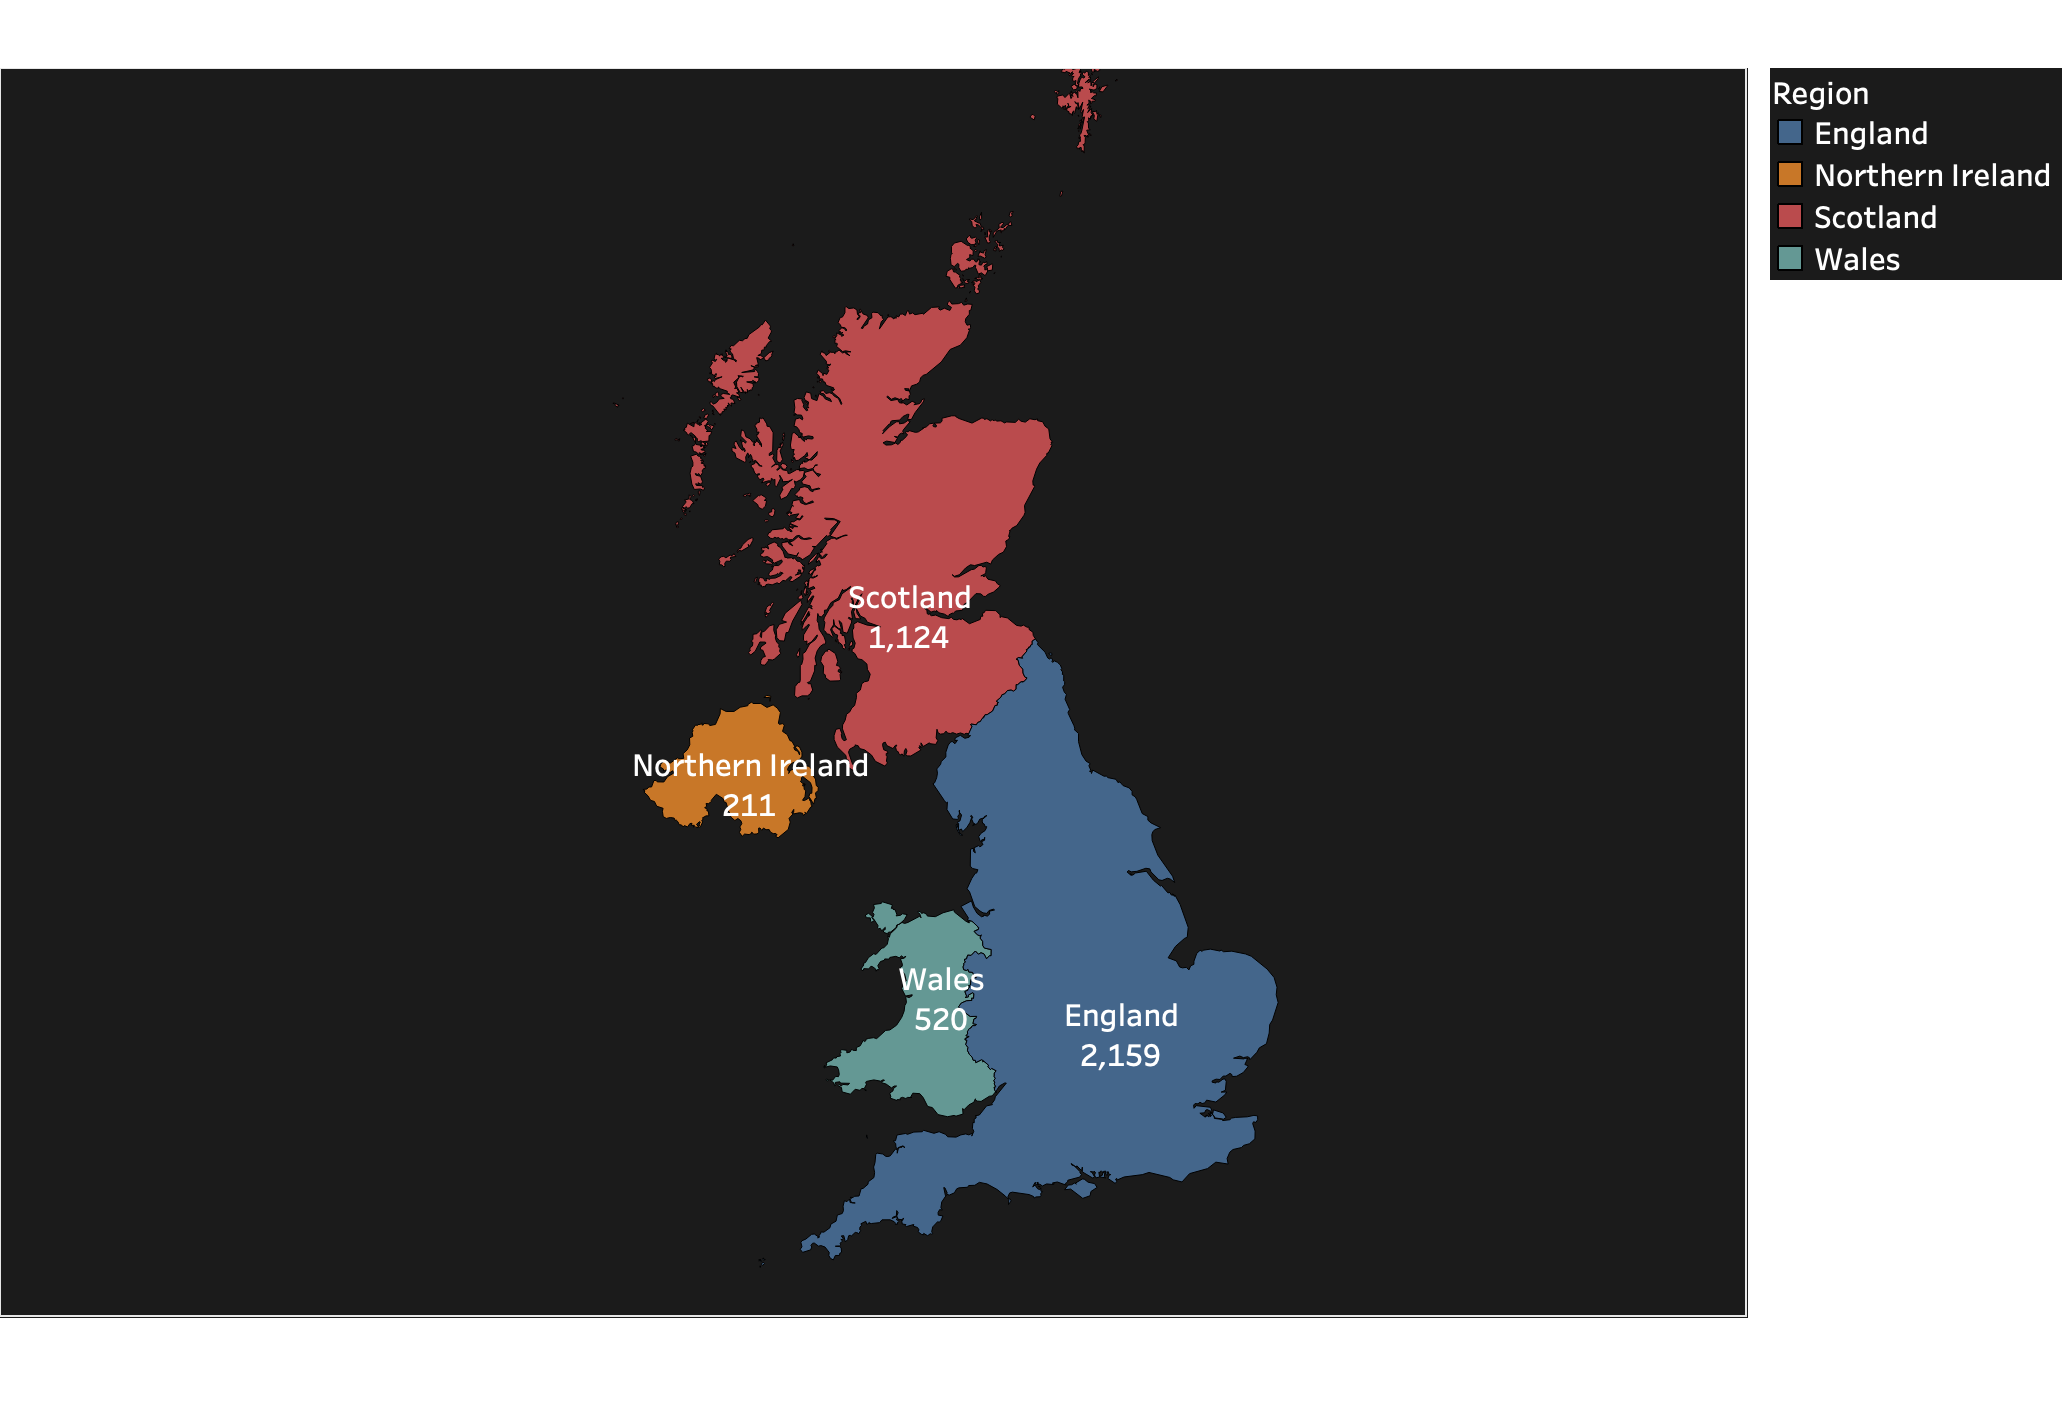 Region
England
Northern Ireland
Scotland
Wales
Scotland
1,124
Northern Ireland
211
Wales
520
England
2,159